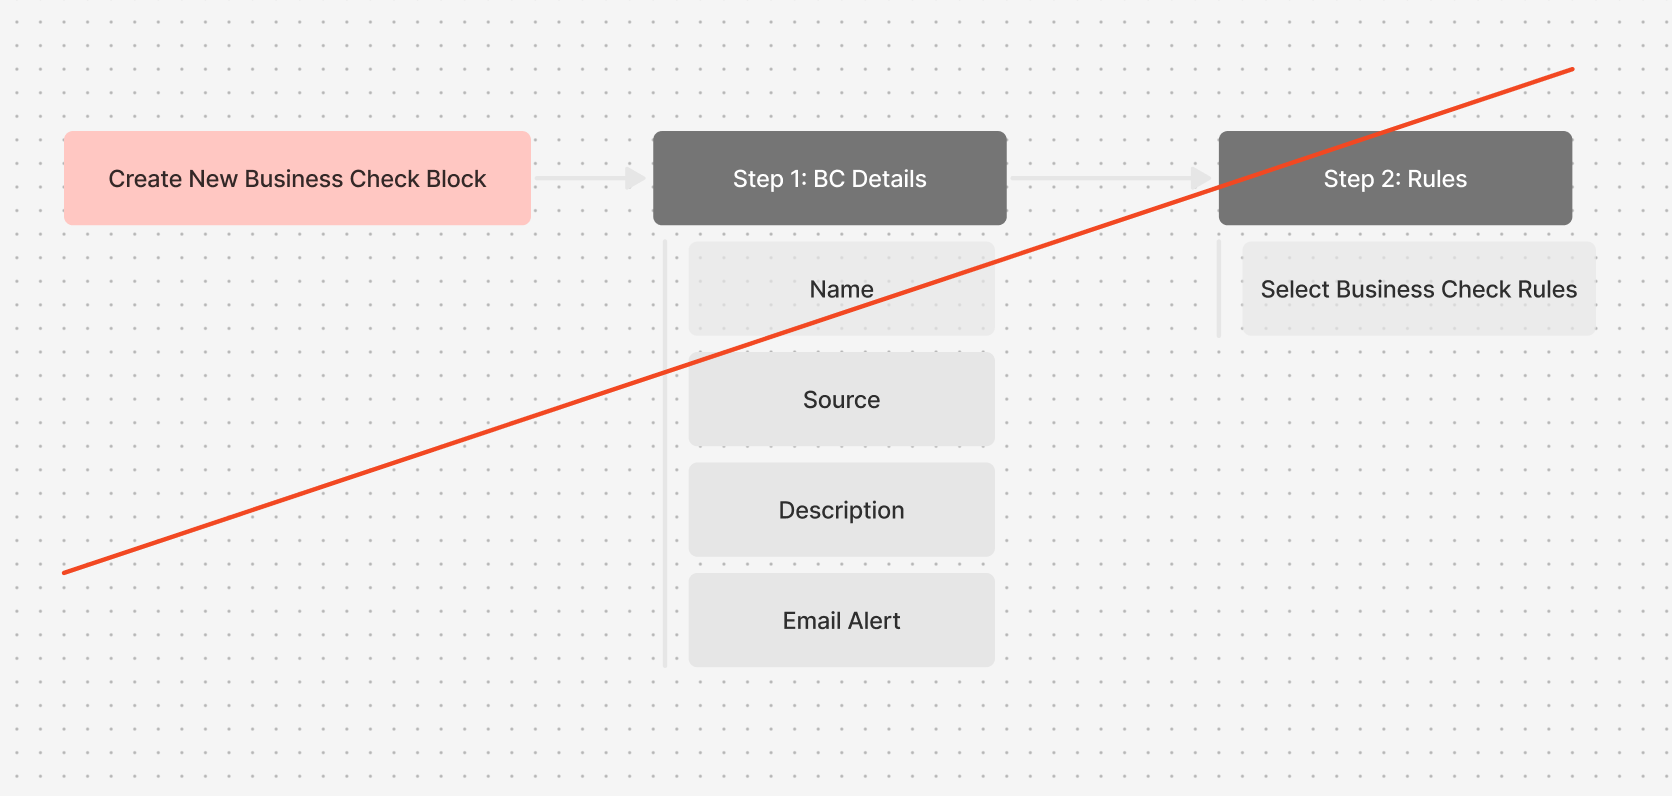 Create New Business Check Block
Step 1: BC Details
Name
Source
Description
Email Alert
Step 2: Rules
Select Business Check Rules